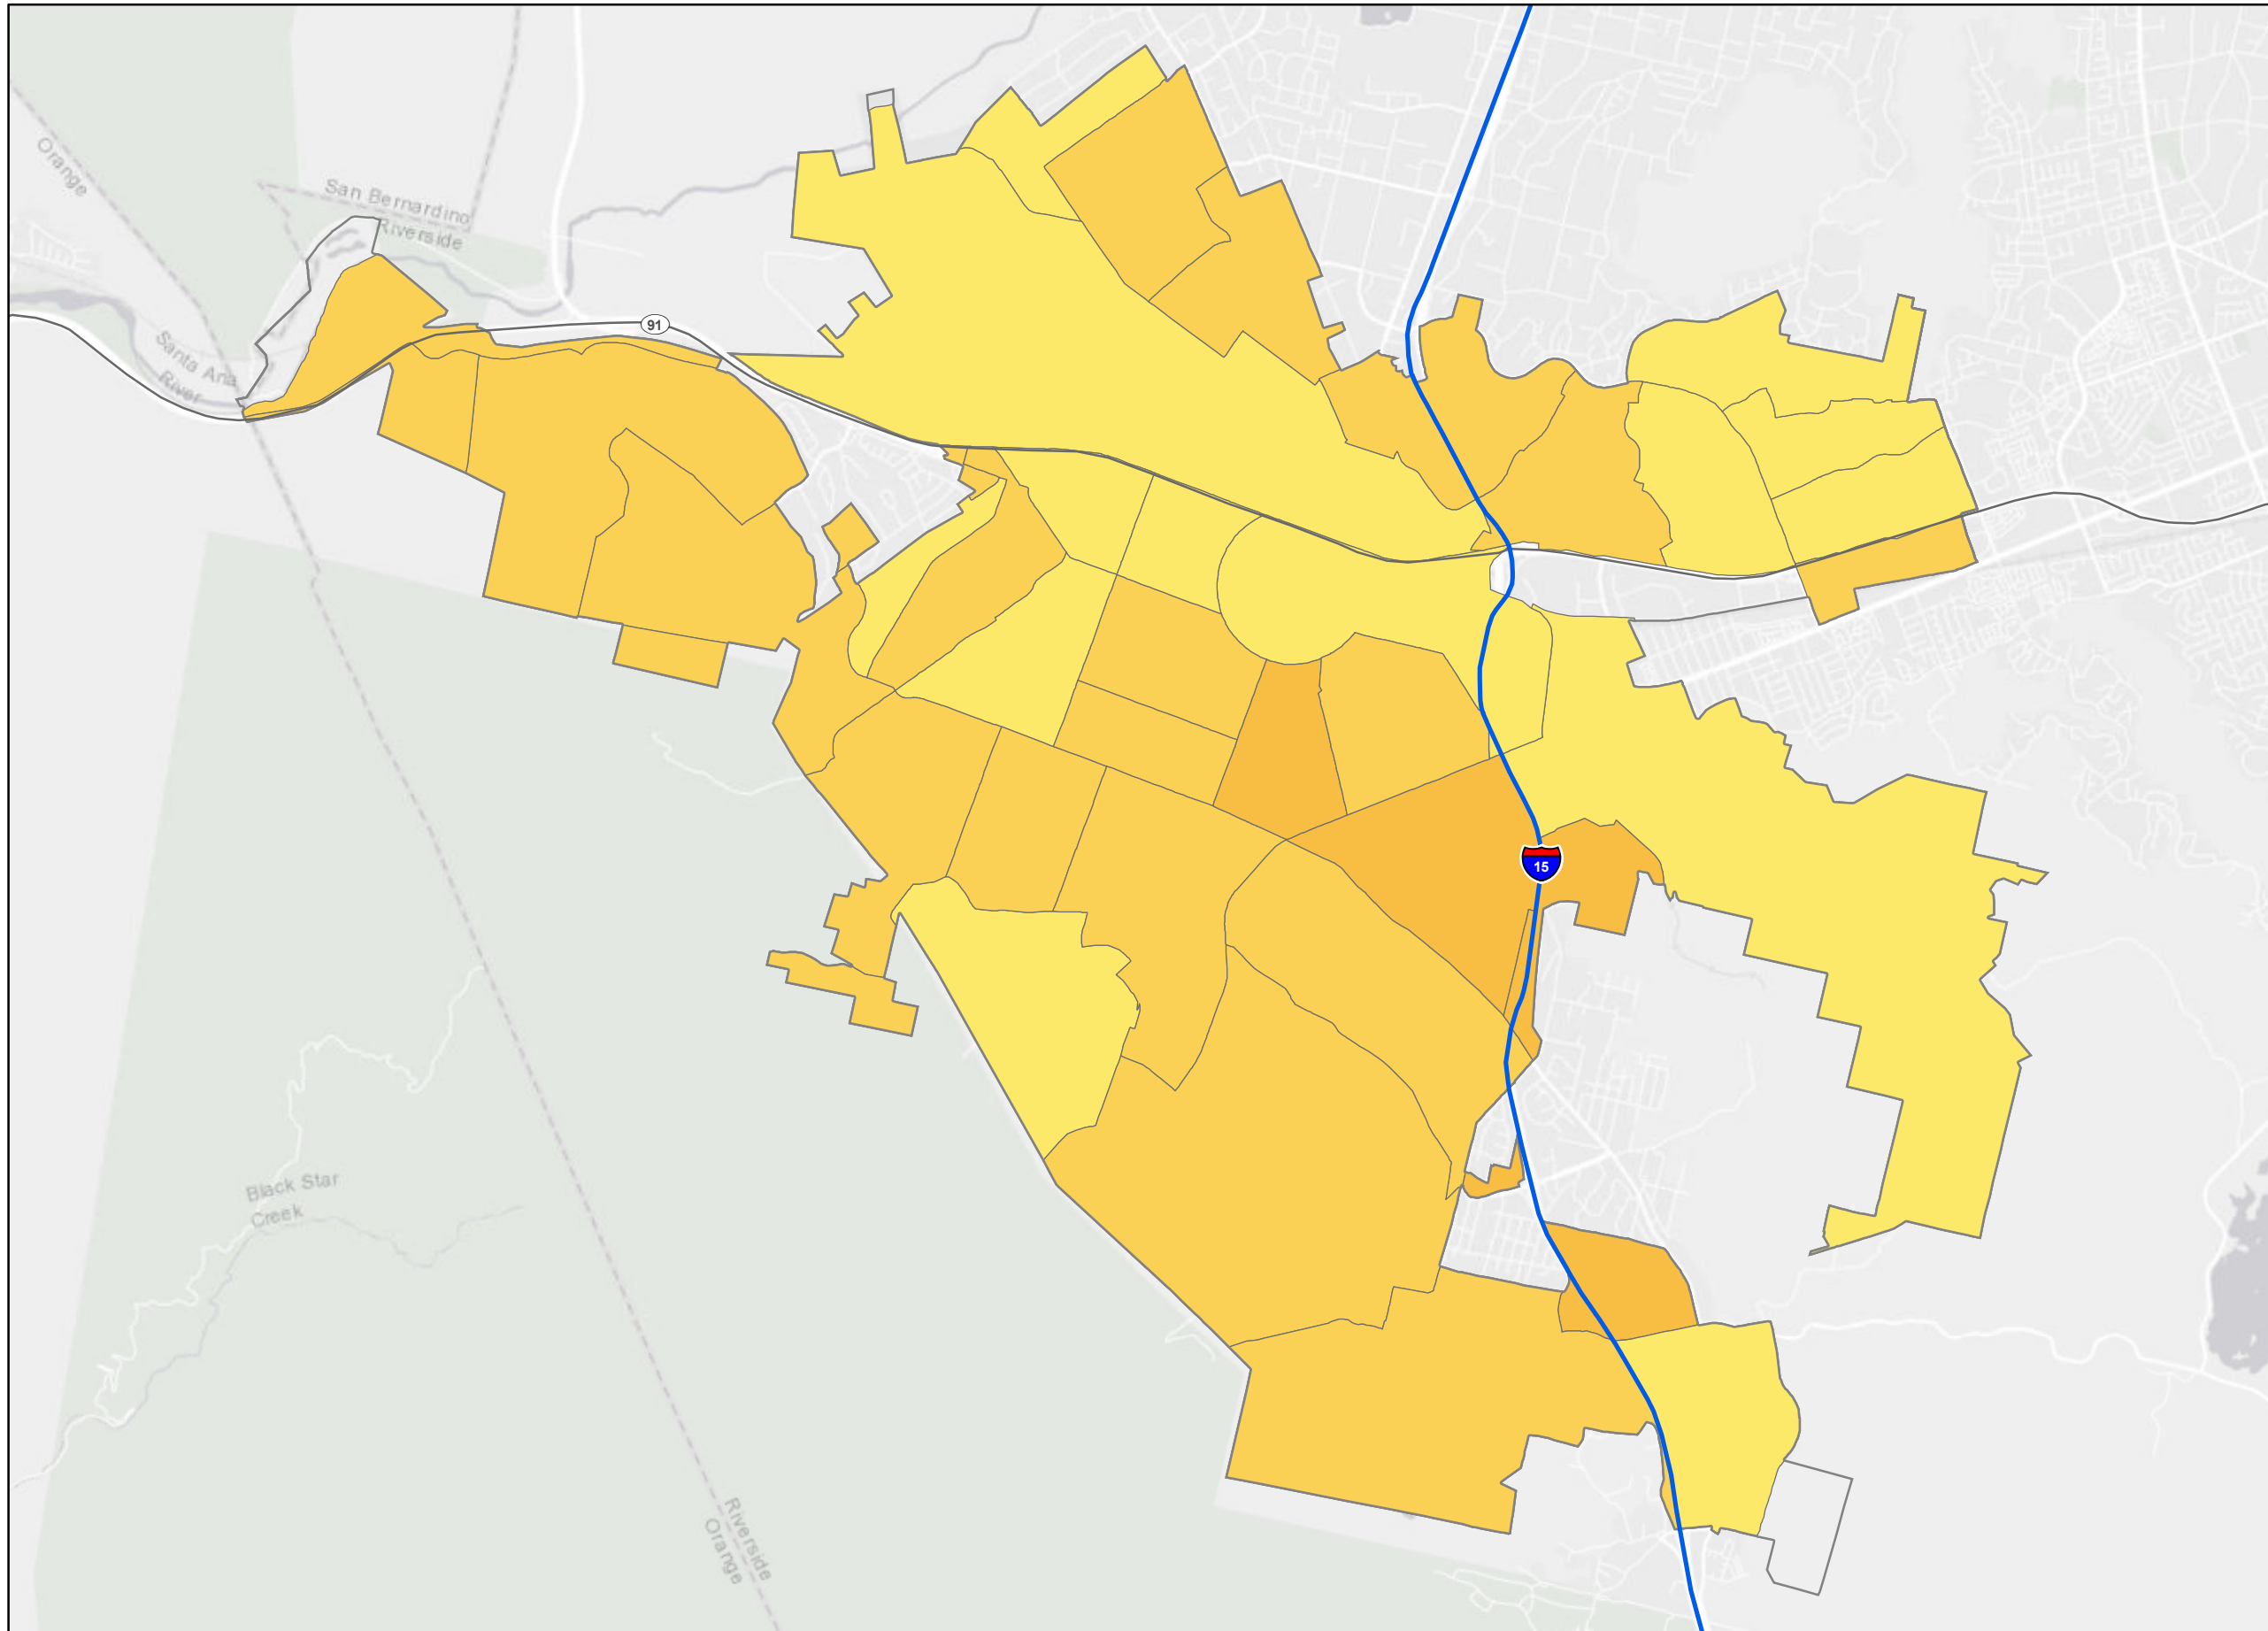 Orange
San Bernardino
Riverside
91
Santa Ana
River
15
Black Star
Creek
Riverside
Orange